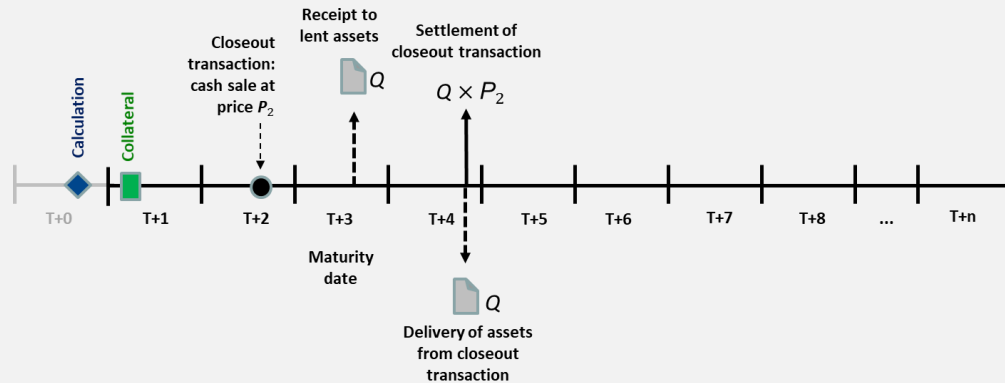 Calculation
Collateral
Closeout
transaction:
cash sale at
price P₂
Receipt to
lent assets
Q
Settlement of
closeout transaction
Q × P₂
T+0
T+1
T+2
T+3
T+4
T+5
T+6
T+7
T+8
...
T+n
Maturity
date
Q
Delivery of assets
from closeout
transaction